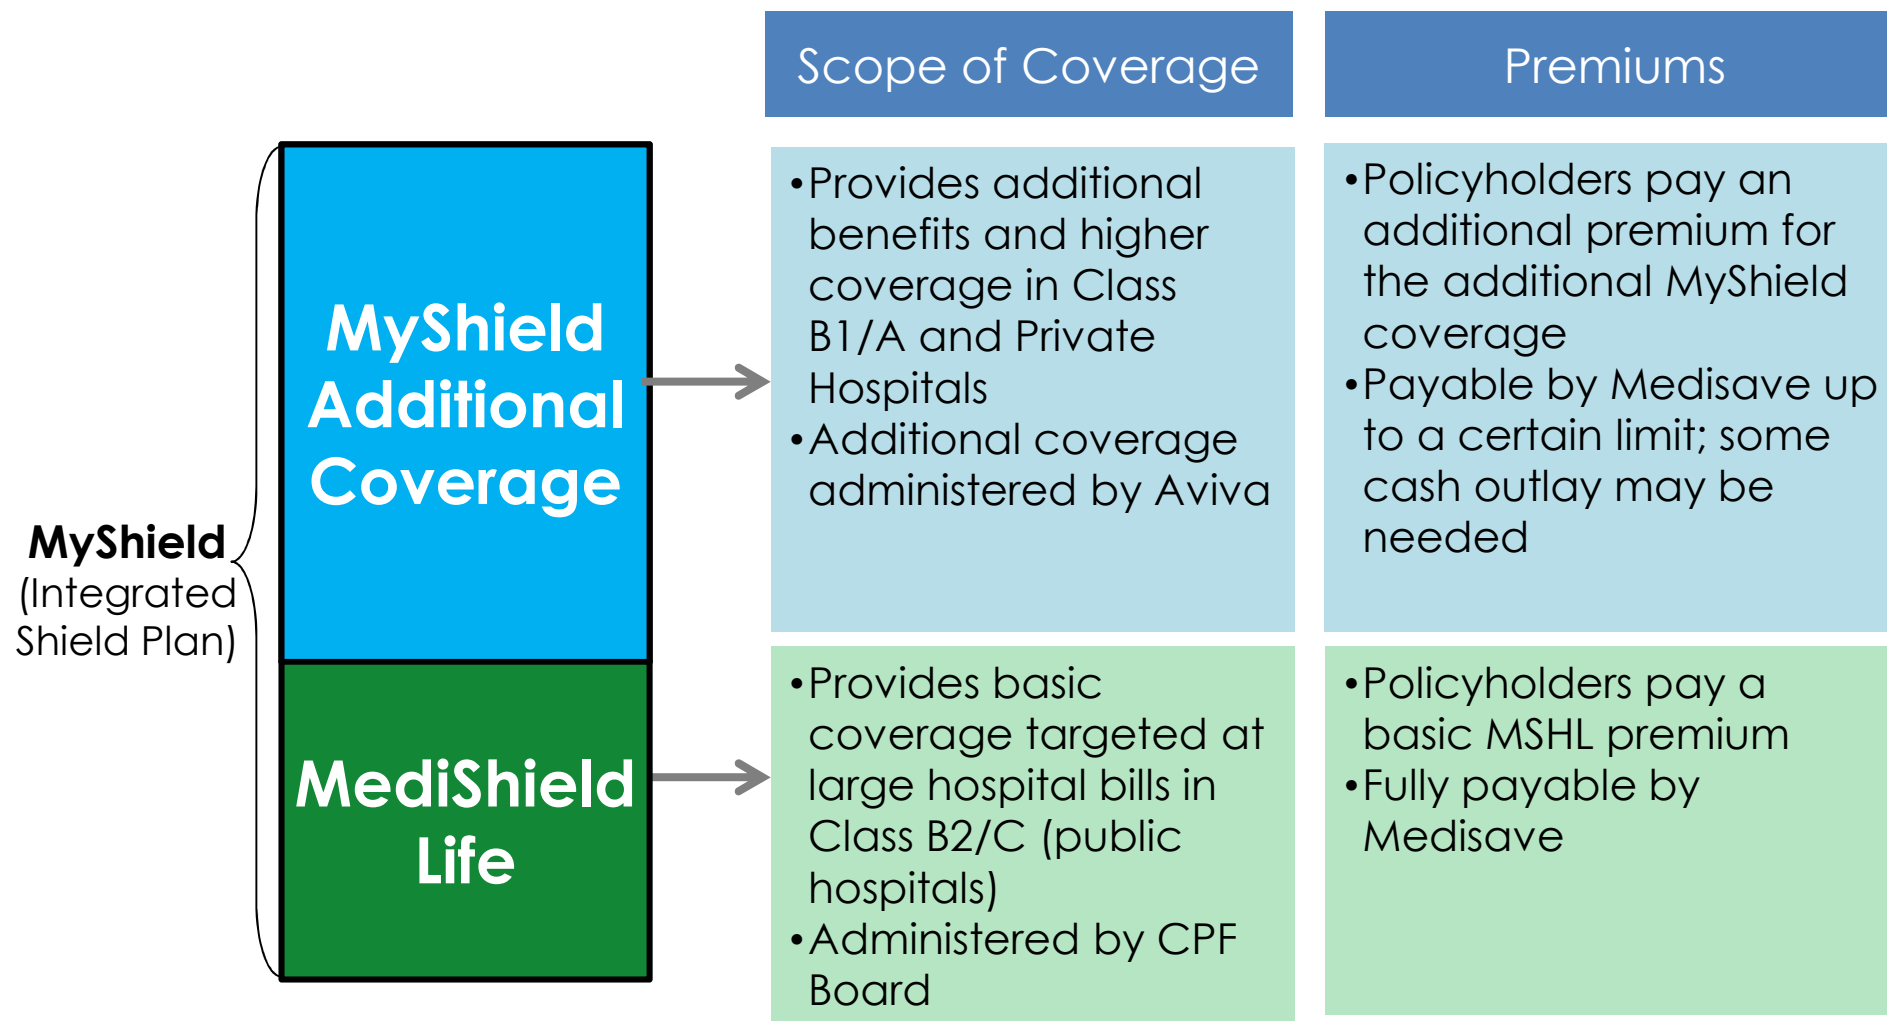 Scope of Coverage
Premiums
MyShield
(Integrated
Shield Plan)
MyShield
Additional
Coverage
•Provides additional
benefits and higher
coverage in Class
B1/A and Private
Hospitals
•Additional coverage
administered by Aviva
•Policyholders pay an
additional premium for
the additional MyShield
coverage
•Payable by Medisave up
to a certain limit; some
cash outlay may be
needed
MediShield
Life
•Provides basic
coverage targeted at
large hospital bills in
Class B2/C (public
hospitals)
•Administered by CPF
Board
•Policyholders pay a
basic MSHL premium
•Fully payable by
Medisave